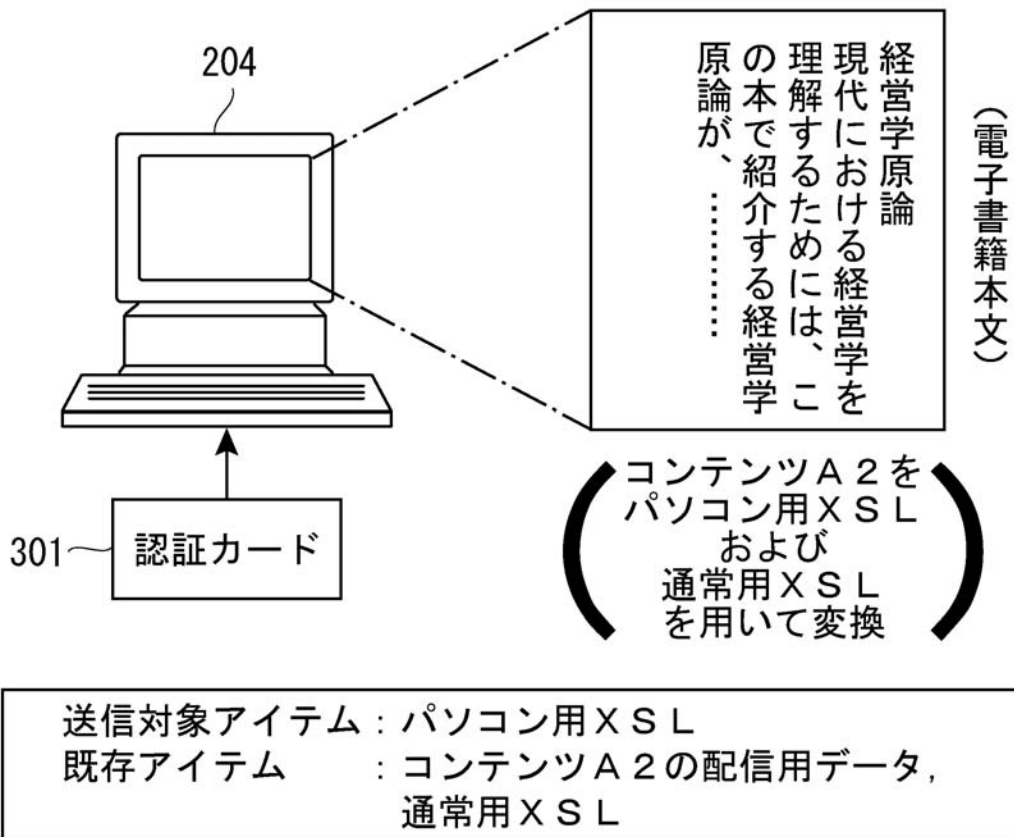 204
経営学原論
現代における経営学を
理解するためには、こ
の本で紹介する経営学
原論が、…………
（電子書籍本文）
301
認証カード
コンテンツA2を
パソコン用XSL
および
通常用XSL
を用いて変換
送信対象アイテム：パソコン用XSL
既存アイテム　　：コンテンツA2の配信用データ,
通常用XSL